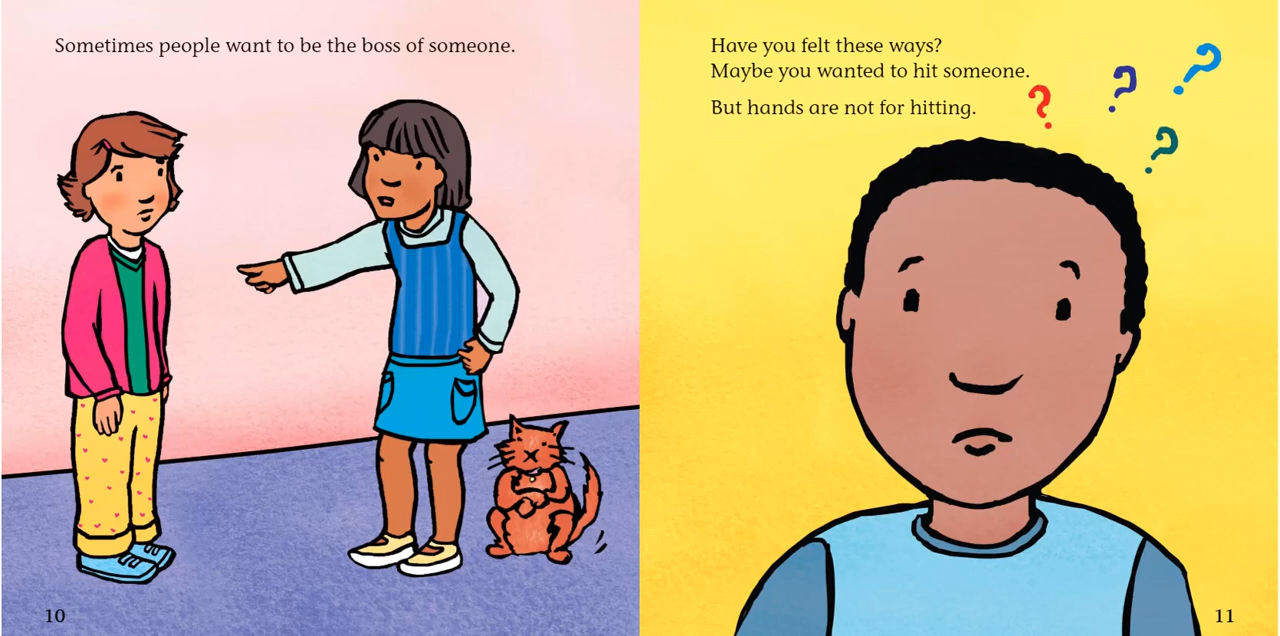 Sometimes people want to be the boss of someone.
10
Have you felt these ways?
Maybe you wanted to hit someone.
But hands are not for hitting.
? ? ? ?
11